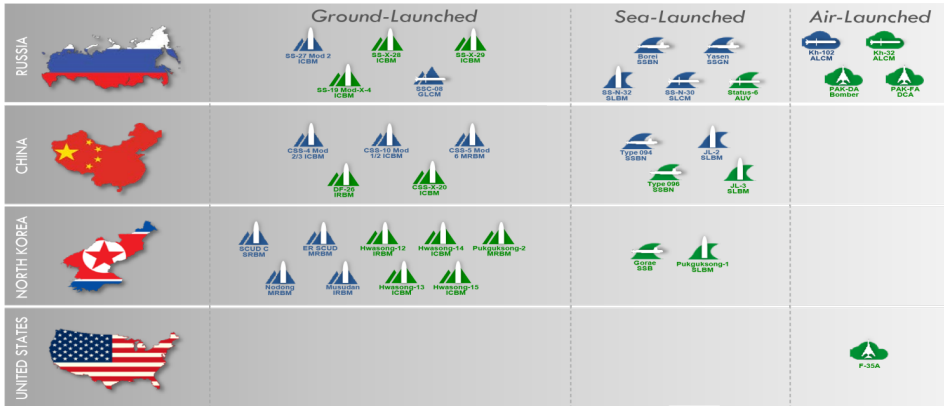 Ground-Launched
Sea-Launched
Air-Launched
RUSSIA
SS-27 Mod 2
ICBM
SS-X-28
ICBM
SS-X-29
ICBM
SS-19 Mod-X-4
ICBM
SSC-08
GLCM
Borei
SSBN
Yasen
SSGN
SS-N-32
SLBM
SS-N-30
SLCM
Status-6
AUV
Kh-102
ALCM
Kh-32
ALCM
PAK-DA
Bomber
PAK-FA
DCA
CHINA
CSS-4 Mod
2/3 ICBM
CSS-10 Mod
1/2 ICBM
CSS-5 Mod
6 MRBM
DF-26
IRBM
CSS-X-20
ICBM
Type 094
SSBN
JL-2
SLBM
Type 096
SSBN
JL-3
SLBM
NORTH KOREA
SCUD C
SRBM
ER SCUD
MRBM
Hwasong-12
IRBM
Hwasong-14
ICBM
Pukguksong-2
MRBM
Nodong
MRBM
Musudan
IRBM
Hwasong-13
ICBM
Hwasong-15
ICBM
Gorae
SSB
Pukguksong-1
SLBM
UNITED STATES
F-35A